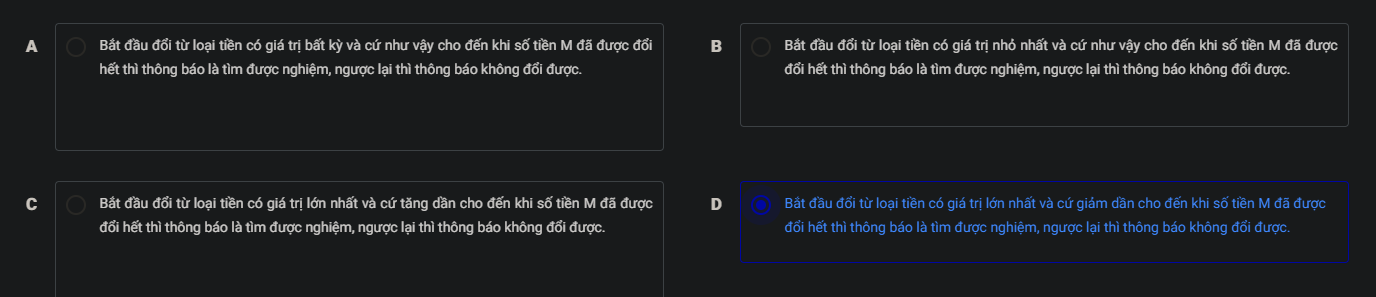 A
Bắt đầu đổi từ loại tiền có giá trị bất kỳ và cứ như vậy cho đến khi số tiền M đã được đổi
hết thì thông báo là tìm được nghiệm, ngược lại thì thông báo không đổi được.
B
Bắt đầu đổi từ loại tiền có giá trị nhỏ nhất và cứ như vậy cho đến khi số tiền M đã được
đổi hết thì thông báo là tìm được nghiệm, ngược lại thì thông báo không đổi được.
C
Bắt đầu đổi từ loại tiền có giá trị lớn nhất và cứ tăng dần cho đến khi số tiền M đã được
đổi hết thì thông báo là tìm được nghiệm, ngược lại thì thông báo không đổi được.
D
Bắt đầu đổi từ loại tiền có giá trị lớn nhất và cứ giảm dần cho đến khi số tiền M đã được
đổi hết thì thông báo là tìm được nghiệm, ngược lại thì thông báo không đổi được.